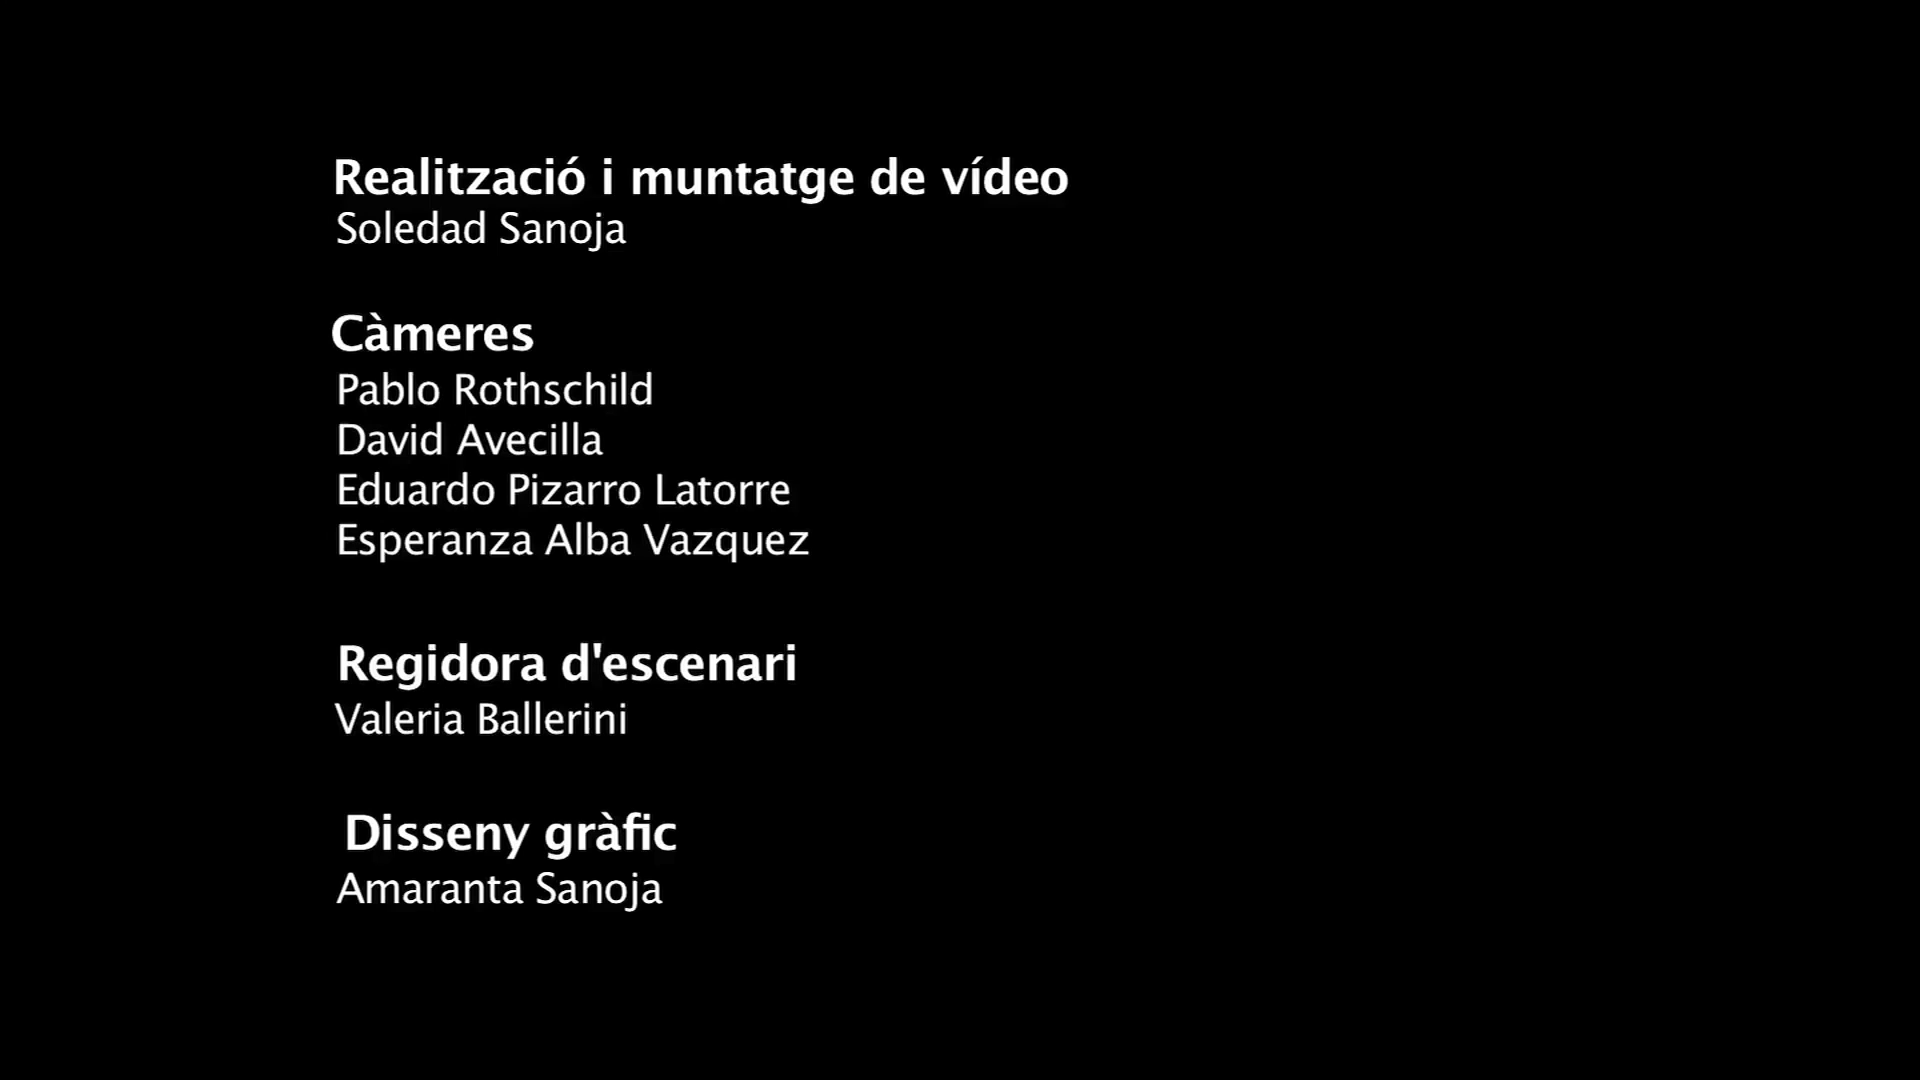 Realització i muntatge de vídeo
Soledad Sanoja
Càmeres
Pablo Rothschild
David Avecilla
Eduardo Pizarro Latorre
Esperanza Alba Vazquez
Regidora d'escenari
Valeria Ballerini
Disseny gràfic
Amaranta Sanoja